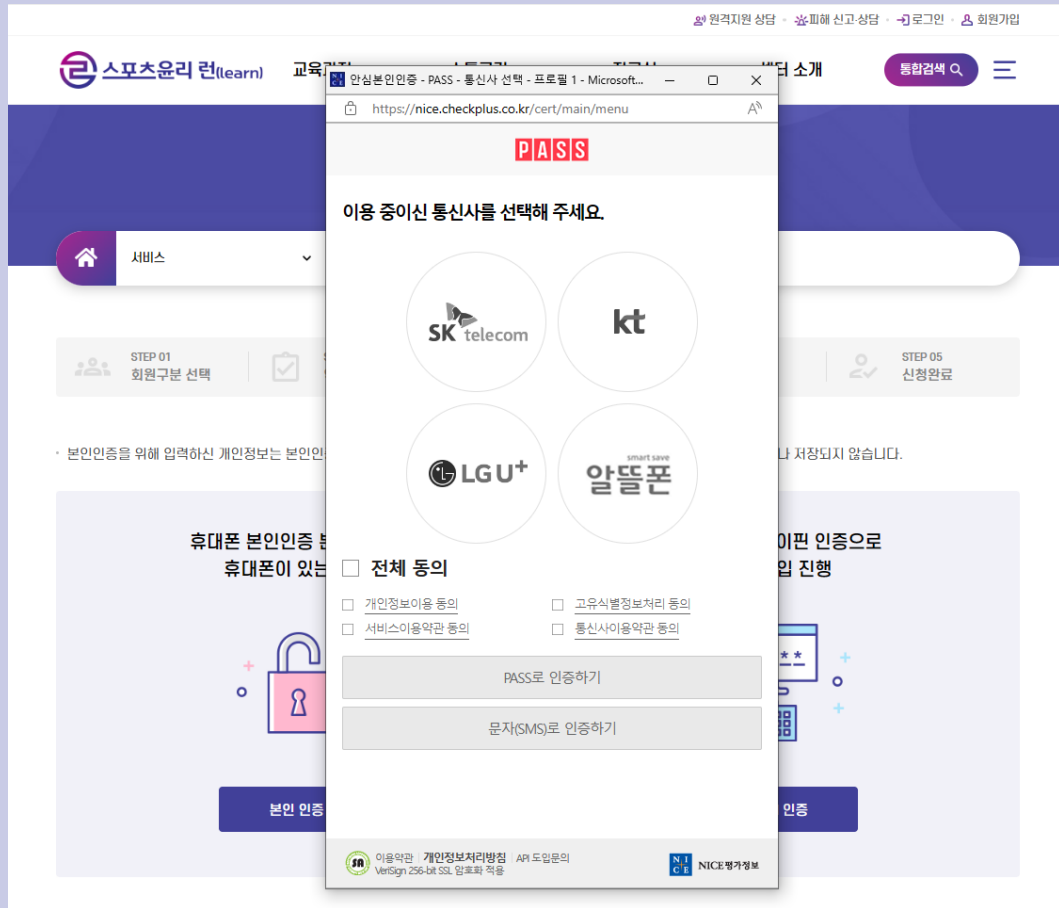 원격지원 상담 피해 신고·상담 로그인 회원가입
스포츠윤리 런(learn)
교육
센터 소개
통합검색
안심본인인증 - PASS - 통신사 선택 - 프로필 1 - Microsoft...
https://nice.checkplus.co.kr/cert/main/menu
PASS
이용 중이신 통신사를 선택해 주세요.
서비스
SK telecom
kt
STEP 01
회원구분 선택
STEP 05
신청완료
LG U+
smart save
알뜰폰
본인인증을 위해 입력하신 개인정보는 본인인
저장되지 않습니다.
휴대폰 본인인증
휴대폰이 있는
인증으로
진행
전체 동의
개인정보이용 동의
고유식별정보처리 동의
서비스이용약관 동의
통신사이용약관 동의
**
PASS로 인증하기
문자(SMS)로 인증하기
본인 인증
인증
이용약관 개인정보처리방침 API 도입문의
VeriSign 256-bit SSL 암호화 적용
NICE NICE평가정보